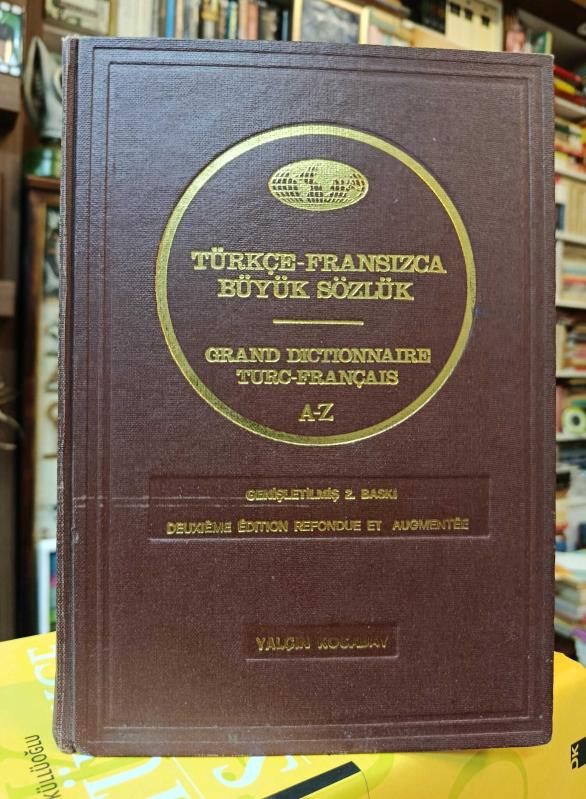 TÜRKÇE-FRANSIZCA
BÜYÜK SÖZLÜK
GRAND DICTIONNAIRE
TURC-FRANÇAIS
A-Z
GENİŞLETİLMİŞ 2. BASKI
DEUXIÈME ÉDITION REFONDUE ET AUGMENTÉE
YALÇIN KOCABAY
KÜLLÜOĞLU